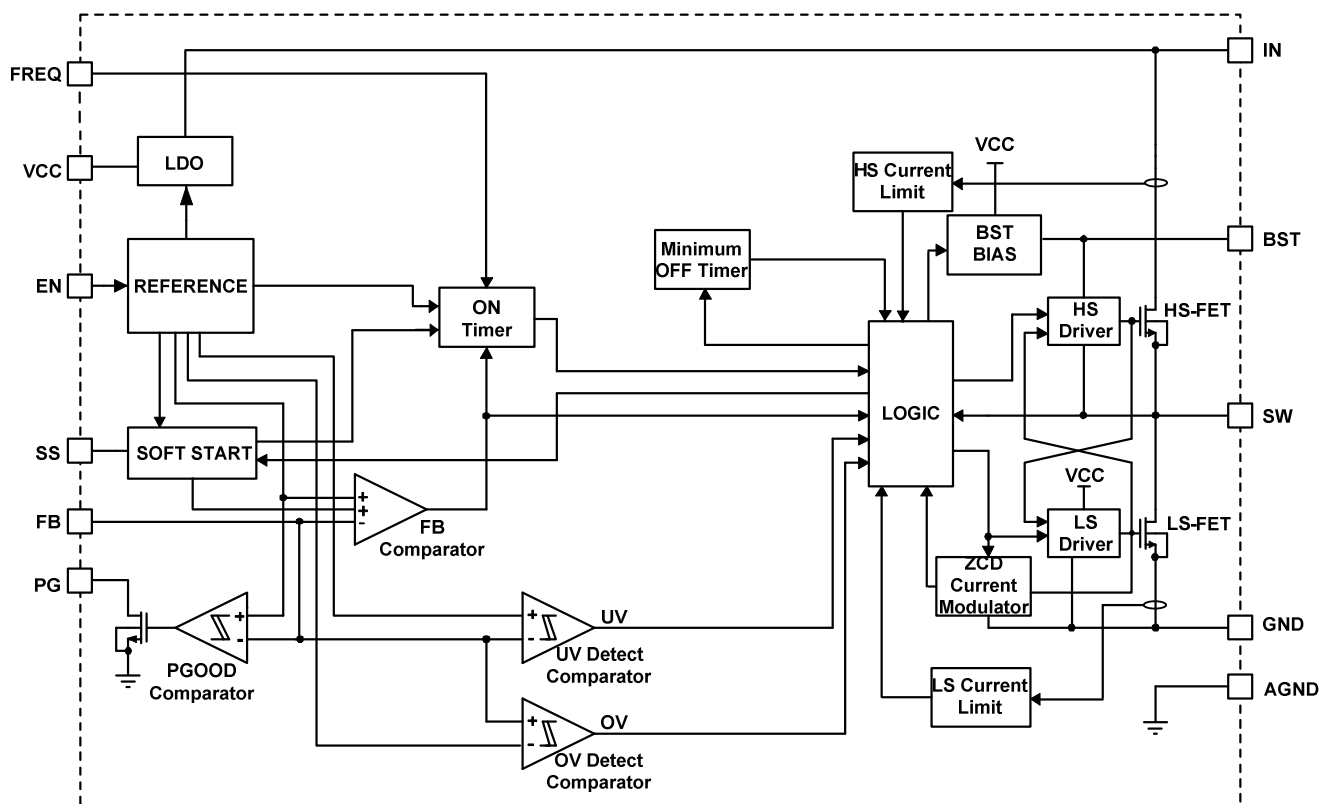 IN
FREQ
VCC
LDO
VCC
HS Current
Limit
BST
BIAS
BST
Minimum
OFF Timer
EN
REFERENCE
ON
Timer
HS
Driver
HS-FET
LOGIC
SW
SS
SOFT START
VCC
+
+
-
FB
FB
Comparator
LS
Driver
LS-FET
PG
ZCD
Current
Modulator
+
-
PGOOD
Comparator
+
-
UV
UV Detect
Comparator
GND
LS Current
Limit
AGND
+
-
OV
OV Detect
Comparator